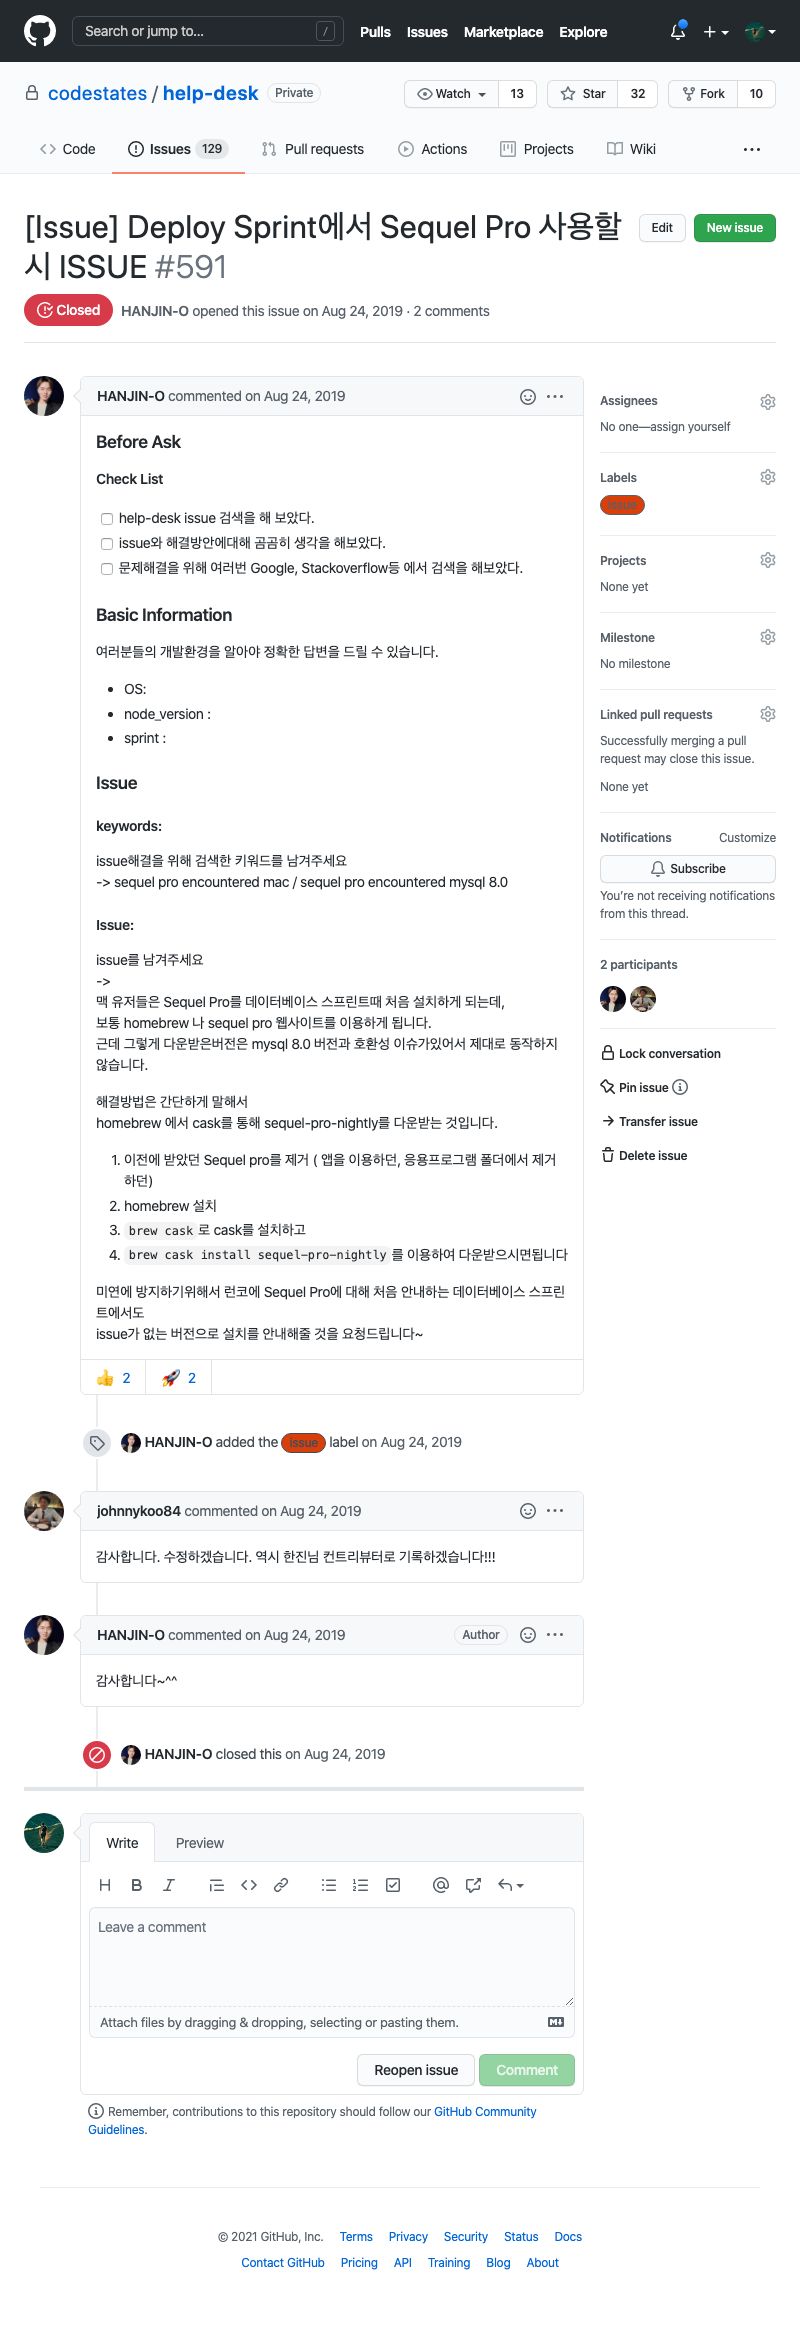 Search or jump to...
/
Pulls
Issues
Marketplace
Explore
codestates / help-desk
Private
Watch
13
Star
32
Fork
10
Code
Issues 129
Pull requests
Actions
Projects
Wiki
[Issue] Deploy Sprint에서 Sequel Pro 사용할
시 ISSUE #591
Edit
New issue
Closed
HANJIN-O opened this issue on Aug 24, 2019 · 2 comments
HANJIN-O commented on Aug 24, 2019
Before Ask
Check List
help-desk issue 검색을 해 보았다.
issue와 해결방안에대해 곰곰히 생각을 해보았다.
문제해결을 위해 여러번 Google, Stackoverflow등 에서 검색을 해보았다.
Basic Information
여러분들의 개발환경을 알아야 정확한 답변을 드릴 수 있습니다.
• OS:
• node_version :
• sprint :
Issue
keywords:
issue해결을 위해 검색한 키워드를 남겨주세요
-> sequel pro encountered mac / sequel pro encountered mysql 8.0
Issue:
issue를 남겨주세요
->
맥 유저들은 Sequel Pro를 데이터베이스 스프린트때 처음 설치하게 되는데,
보통 homebrew 나 sequel pro 웹사이트를 이용하게 됩니다.
근데 그렇게 다운받은버전은 mysql 8.0 버전과 호환성 이슈가있어서 제대로 동작하지
않습니다.
해결방법은 간단하게 말해서
homebrew 에서 cask를 통해 sequel-pro-nightly를 다운받는 것입니다.
1. 이전에 받았던 Sequel pro를 제거 ( 앱을 이용하던, 응용프로그램 폴더에서 제거
하던)
2. homebrew 설치
3. brew cask 로 cask를 설치하고
4. brew cask install sequel-pro-nightly 를 이용하여 다운받으시면됩니다
미연에 방지하기위해서 런코에 Sequel Pro에 대해 처음 안내하는 데이터베이스 스프린
트에서도
issue가 없는 버전으로 설치를 안내해줄 것을 요청드립니다~
👍 2
🚀 2
HANJIN-O added the issue label on Aug 24, 2019
johnnykoo84 commented on Aug 24, 2019
감사합니다. 수정하겠습니다. 역시 한진님 컨트리뷰터로 기록하겠습니다!!!
HANJIN-O commented on Aug 24, 2019
Author
감사합니다~^^
HANJIN-O closed this on Aug 24, 2019
Assignees
No one—assign yourself
Labels
issue
Projects
None yet
Milestone
No milestone
Linked pull requests
Successfully merging a pull
request may close this issue.
None yet
Notifications
Customize
Subscribe
You're not receiving notifications
from this thread.
2 participants
Lock conversation
Pin issue
Transfer issue
Delete issue
Write
Preview
Leave a comment
Attach files by dragging & dropping, selecting or pasting them.
Reopen issue
Comment
Remember, contributions to this repository should follow our GitHub Community
Guidelines.
© 2021 GitHub, Inc.
Terms
Privacy
Security
Status
Docs
Contact GitHub
Pricing
API
Training
Blog
About